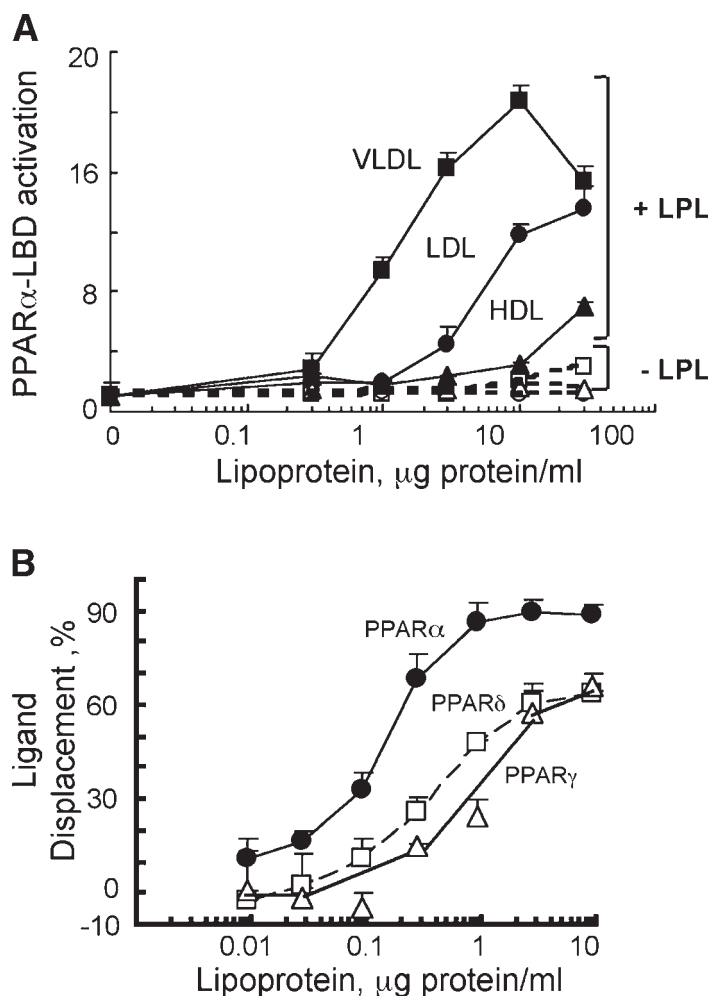 A
PPARα-LBD activation
20
16
8
4
0
VLDL
LDL
HDL
+ LPL
- LPL
0 0.1 1 10 100
Lipoprotein, μg protein/ml
B
Ligand
Displacement ,%
90
60
30
0
-10
PPARα
PPARδ
PPARγ
0.01 0.1 1 10
Lipoprotein, μg protein/ml